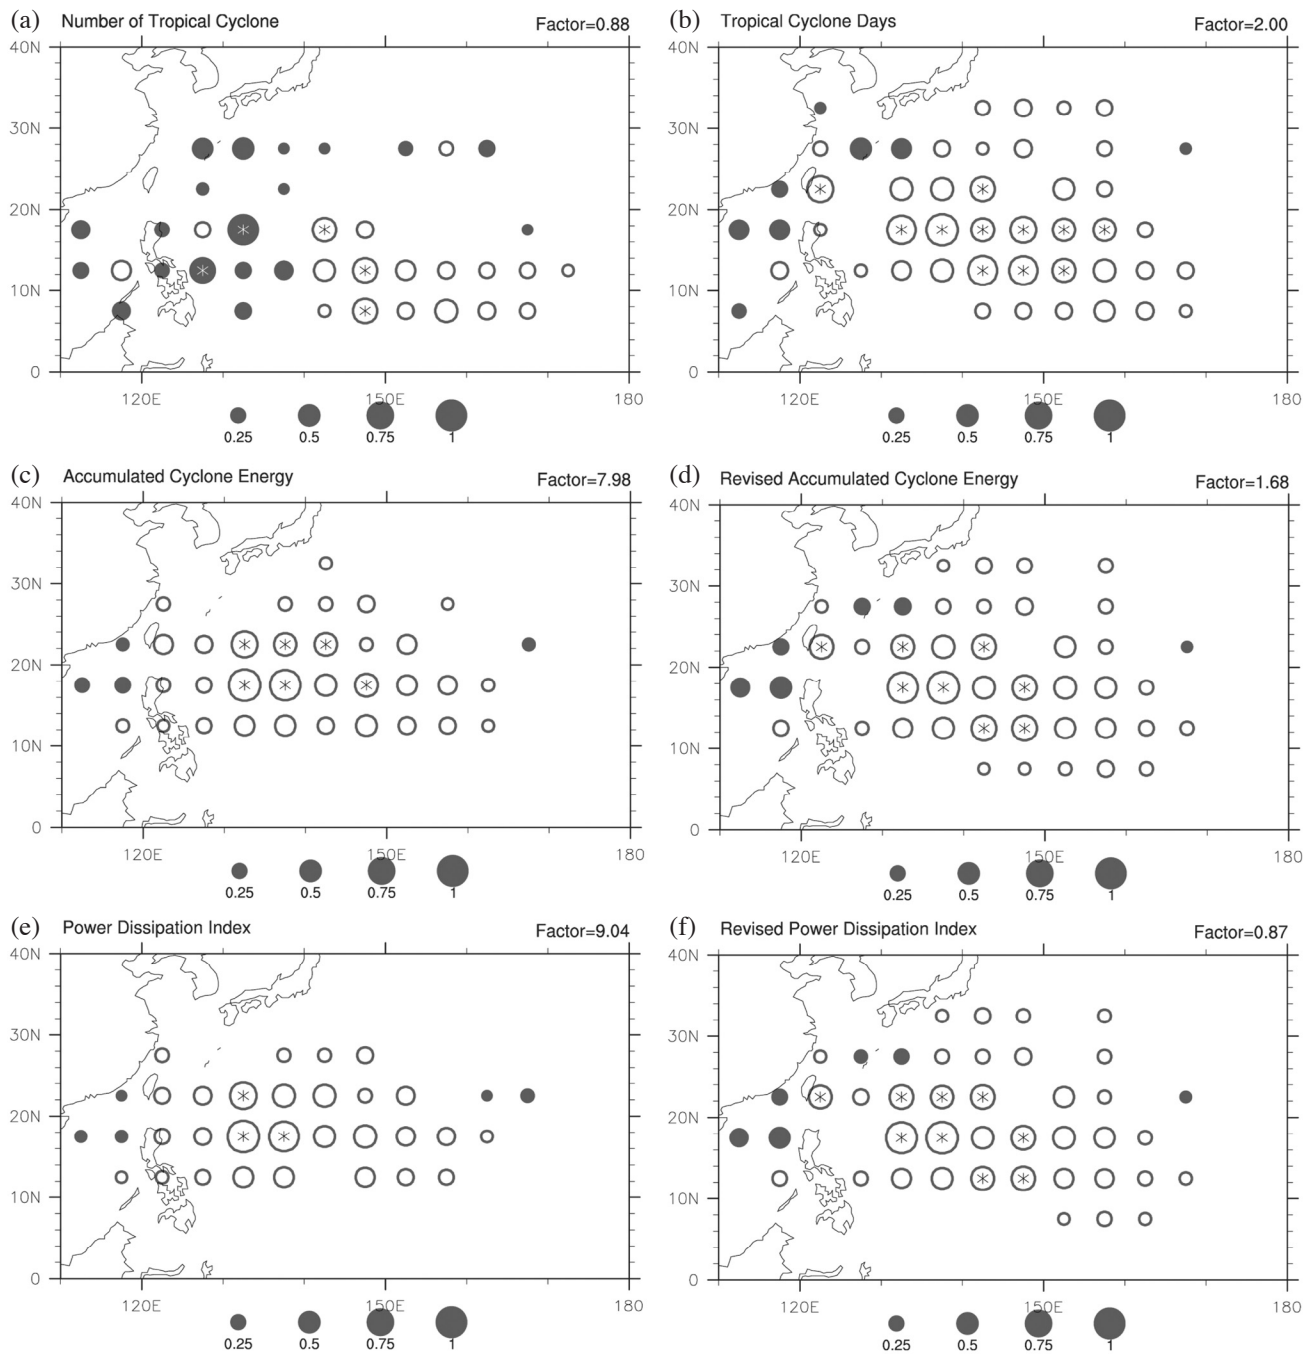 (a) Number of Tropical Cyclone Factor=0.88
40N
30N
20N
10N
0
120E 150E 180
0.25 0.5 0.75 1
(b) Tropical Cyclone Days Factor=2.00
40N
30N
20N
10N
0
120E 150E 180
0.25 0.5 0.75 1
(c) Accumulated Cyclone Energy Factor=7.98
40N
30N
20N
10N
0
120E 150E 180
0.25 0.5 0.75 1
(d) Revised Accumulated Cyclone Energy Factor=1.68
40N
30N
20N
10N
0
120E 150E 180
0.25 0.5 0.75 1
(e) Power Dissipation Index Factor=9.04
40N
30N
20N
10N
0
120E 150E 180
0.25 0.5 0.75 1
(f) Revised Power Dissipation Index Factor=0.87
40N
30N
20N
10N
0
120E 150E 180
0.25 0.5 0.75 1